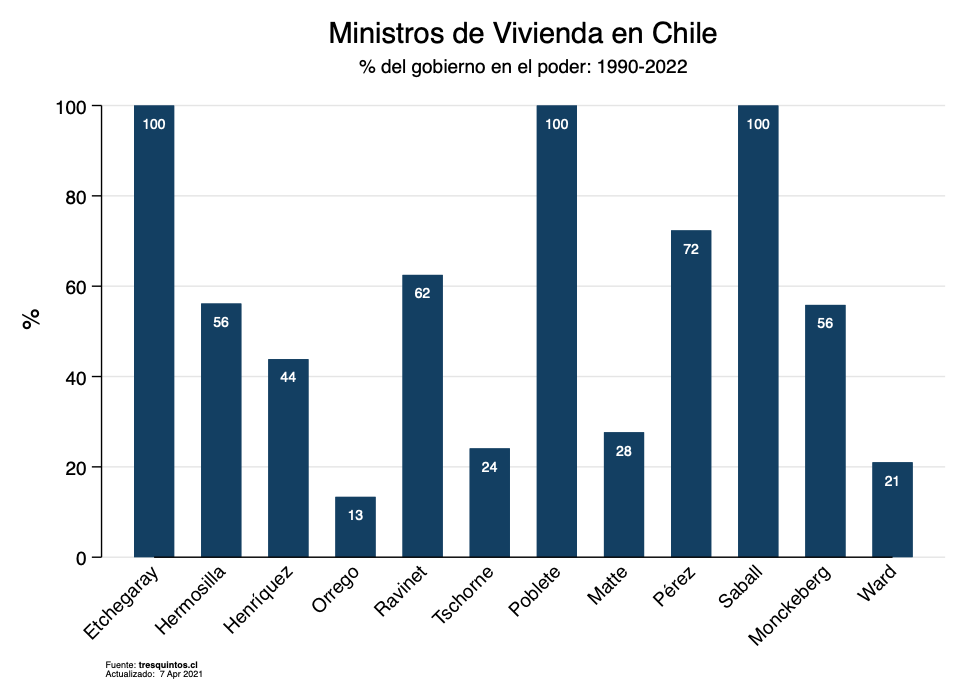 Ministros de Vivienda en Chile
% del gobierno en el poder: 1990-2022
%
100
80
60
40
20
0
100
56
44
13
62
24
100
28
72
100
56
21
Etchegaray
Hermosilla
Henríquez
Orrego
Ravinet
Tschorne
Poblete
Matte
Pérez
Saball
Monckeberg
Ward
Fuente: tresquintos.cl
Actualizado: 7 Apr 2021